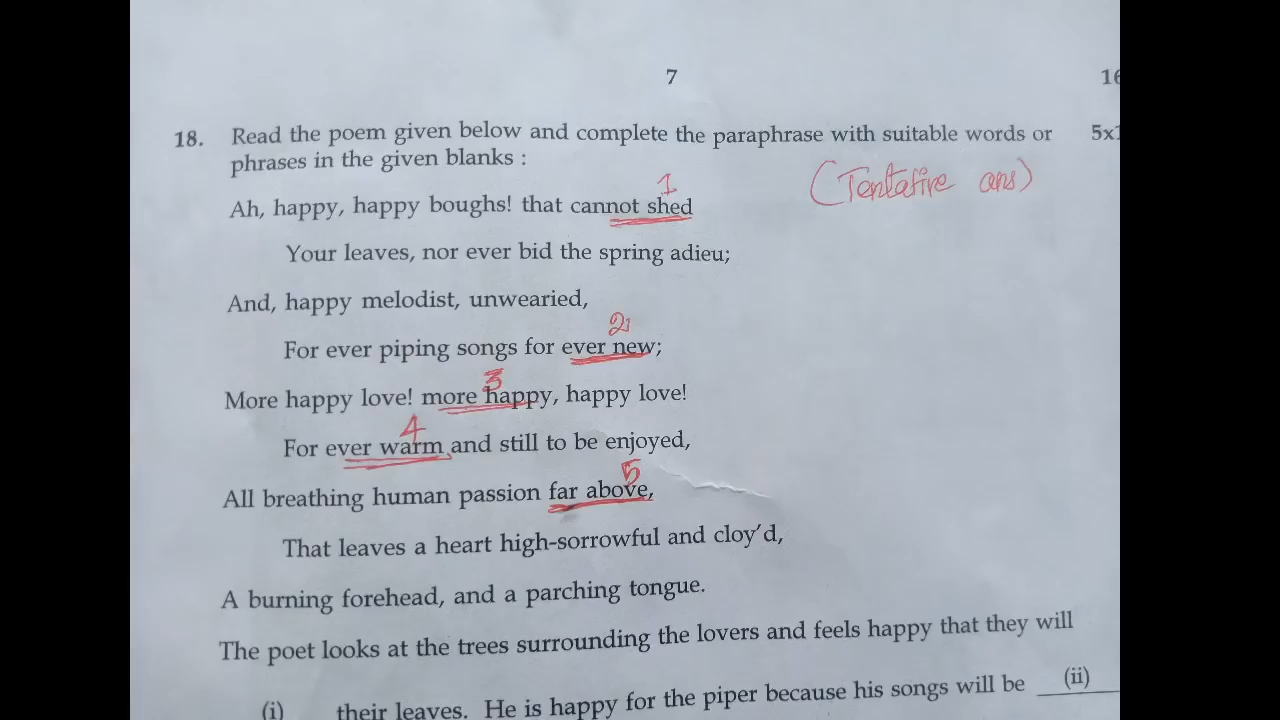 7
16
18. Read the poem given below and complete the paraphrase with suitable words or 5x1
phrases in the given blanks :
(Tentative ans)
1
Ah, happy, happy boughs! that cannot shed
Your leaves, nor ever bid the spring adieu;
And, happy melodist, unwearied,
2
For ever piping songs for ever new;
3
More happy love! more happy, happy love!
4
For ever warm and still to be enjoyed,
5
All breathing human passion far above,
That leaves a heart high-sorrowful and cloy'd,
A burning forehead, and a parching tongue.
The poet looks at the trees surrounding the lovers and feels happy that they will
(i) their leaves. He is happy for the piper because his songs will be (ii)